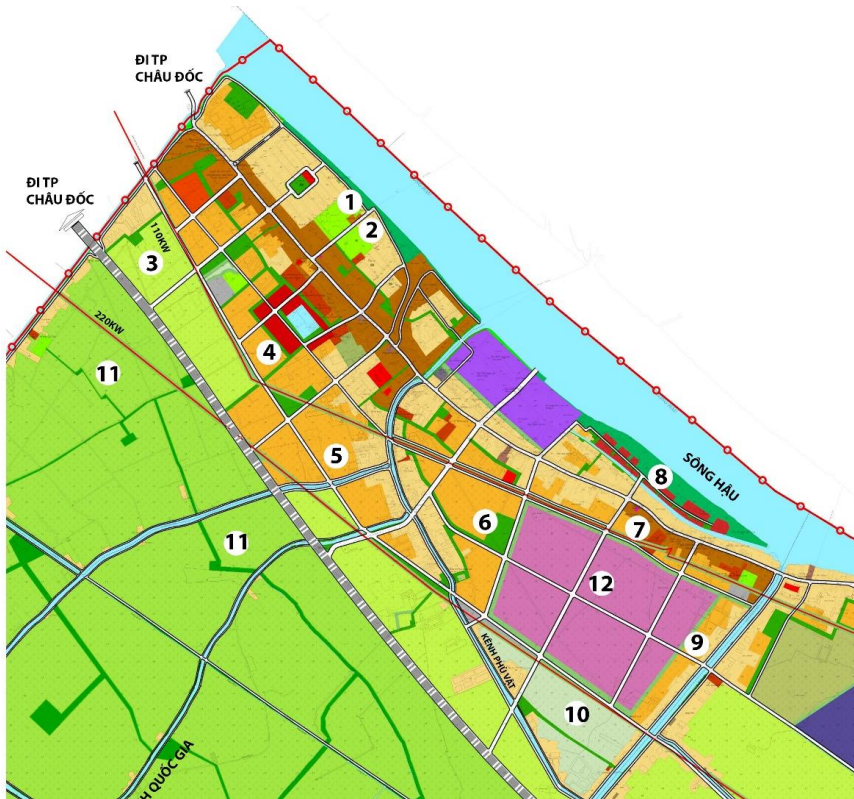 ĐI TP
CHÂU ĐỐC
ĐI TP
CHÂU ĐỐC
110KW
220KW
1
2
3
4
5
6
7
8
9
10
11
11
12
SÔNG HẬU
KÊNH PHÙ VẬT
H QUỐC GIA